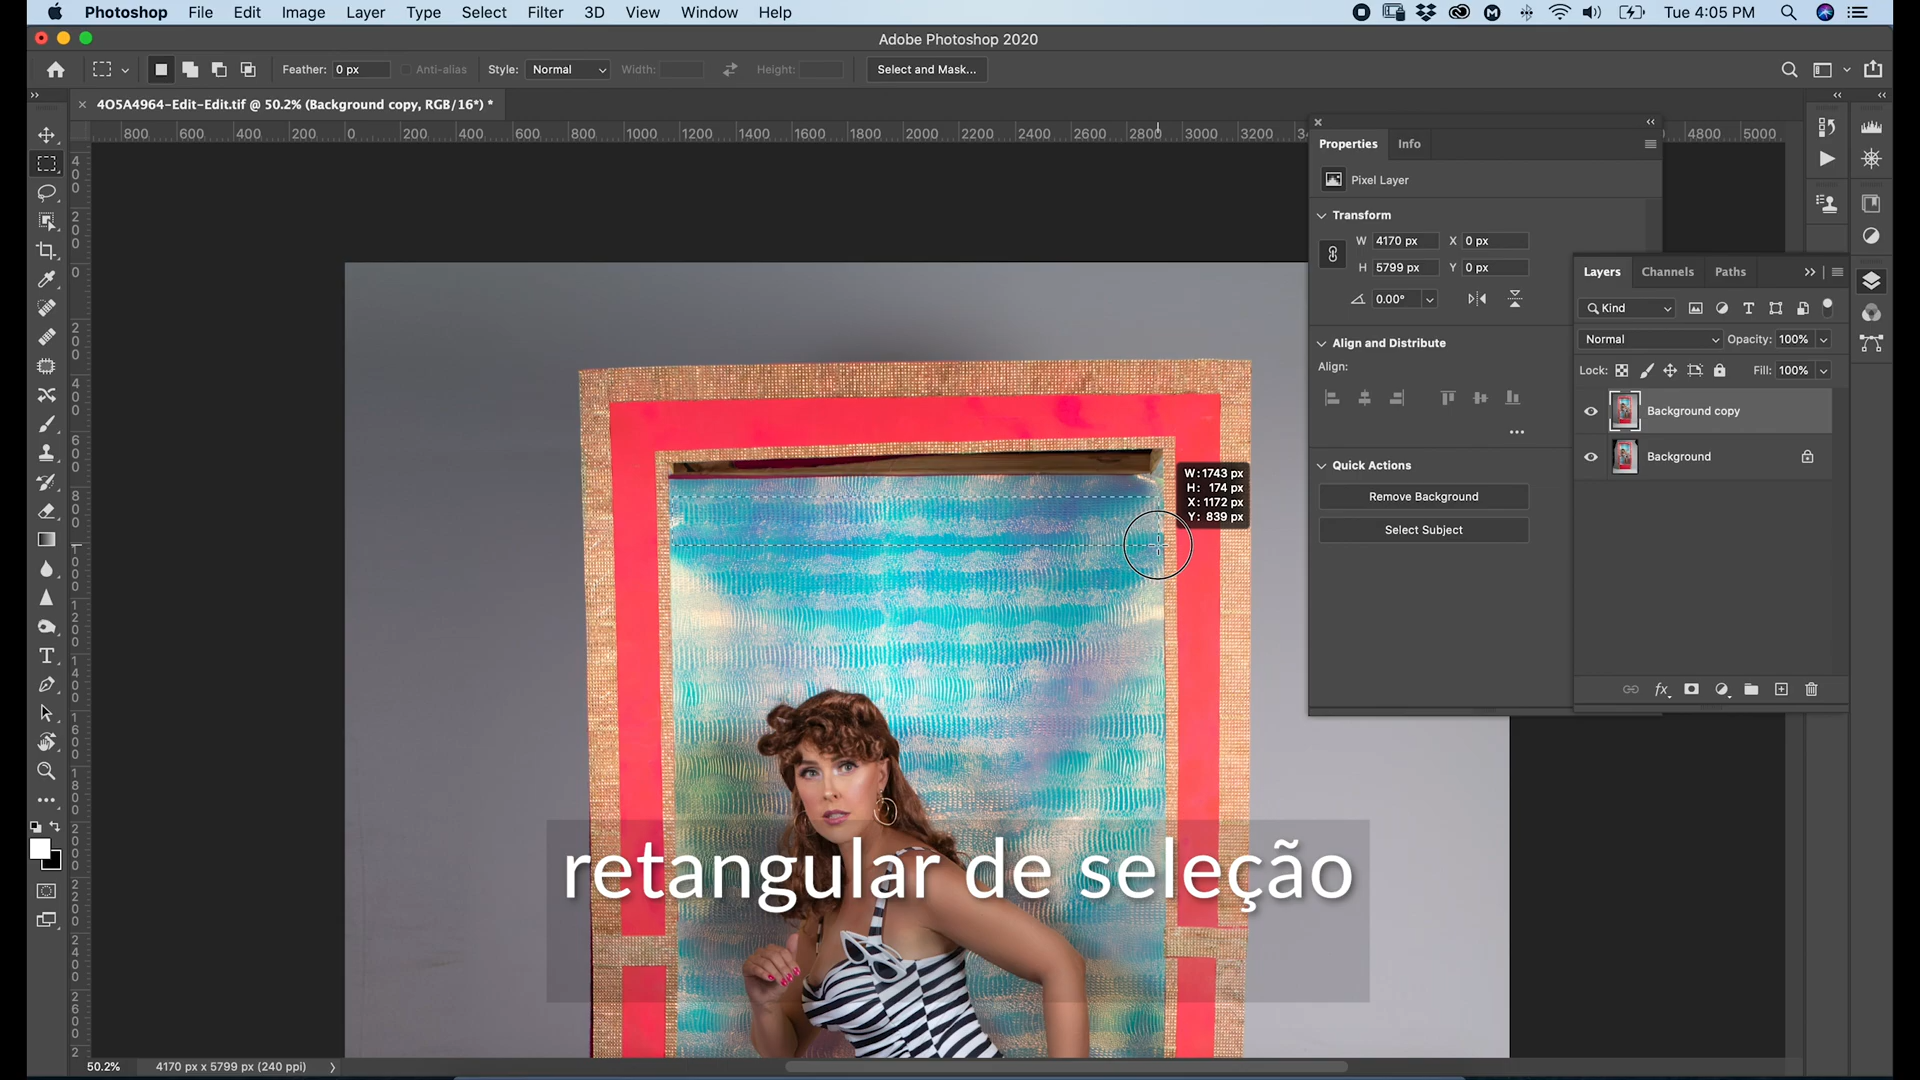 Photoshop File Edit Image Layer Type Select Filter 3D View Window Help Tue 4:05 PM
Adobe Photoshop 2020
Feather: 0 px Anti-alias Style: Normal Width: Height: Select and Mask...
4O5A4964-Edit-Edit.tif @ 50.2% (Background copy, RGB/16*) *
800 600 400 200 0 200 400 600 800 1000 1200 1400 1600 1800 2000 2200 2400 2600 2800 3000 3200 4800 5000
Properties Info
Pixel Layer
Transform
W 4170 px X 0 px
H 5799 px Y 0 px
0.00°
Align and Distribute
Align:
Quick Actions
Remove Background
Select Subject
Layers Channels Paths
Kind
Normal Opacity: 100%
Lock: Fill: 100%
Background copy
Background
W: 1743 px
H: 174 px
X: 1172 px
Y: 839 px
retangular de seleção
50.2% 4170 px x 5799 px (240 ppi)